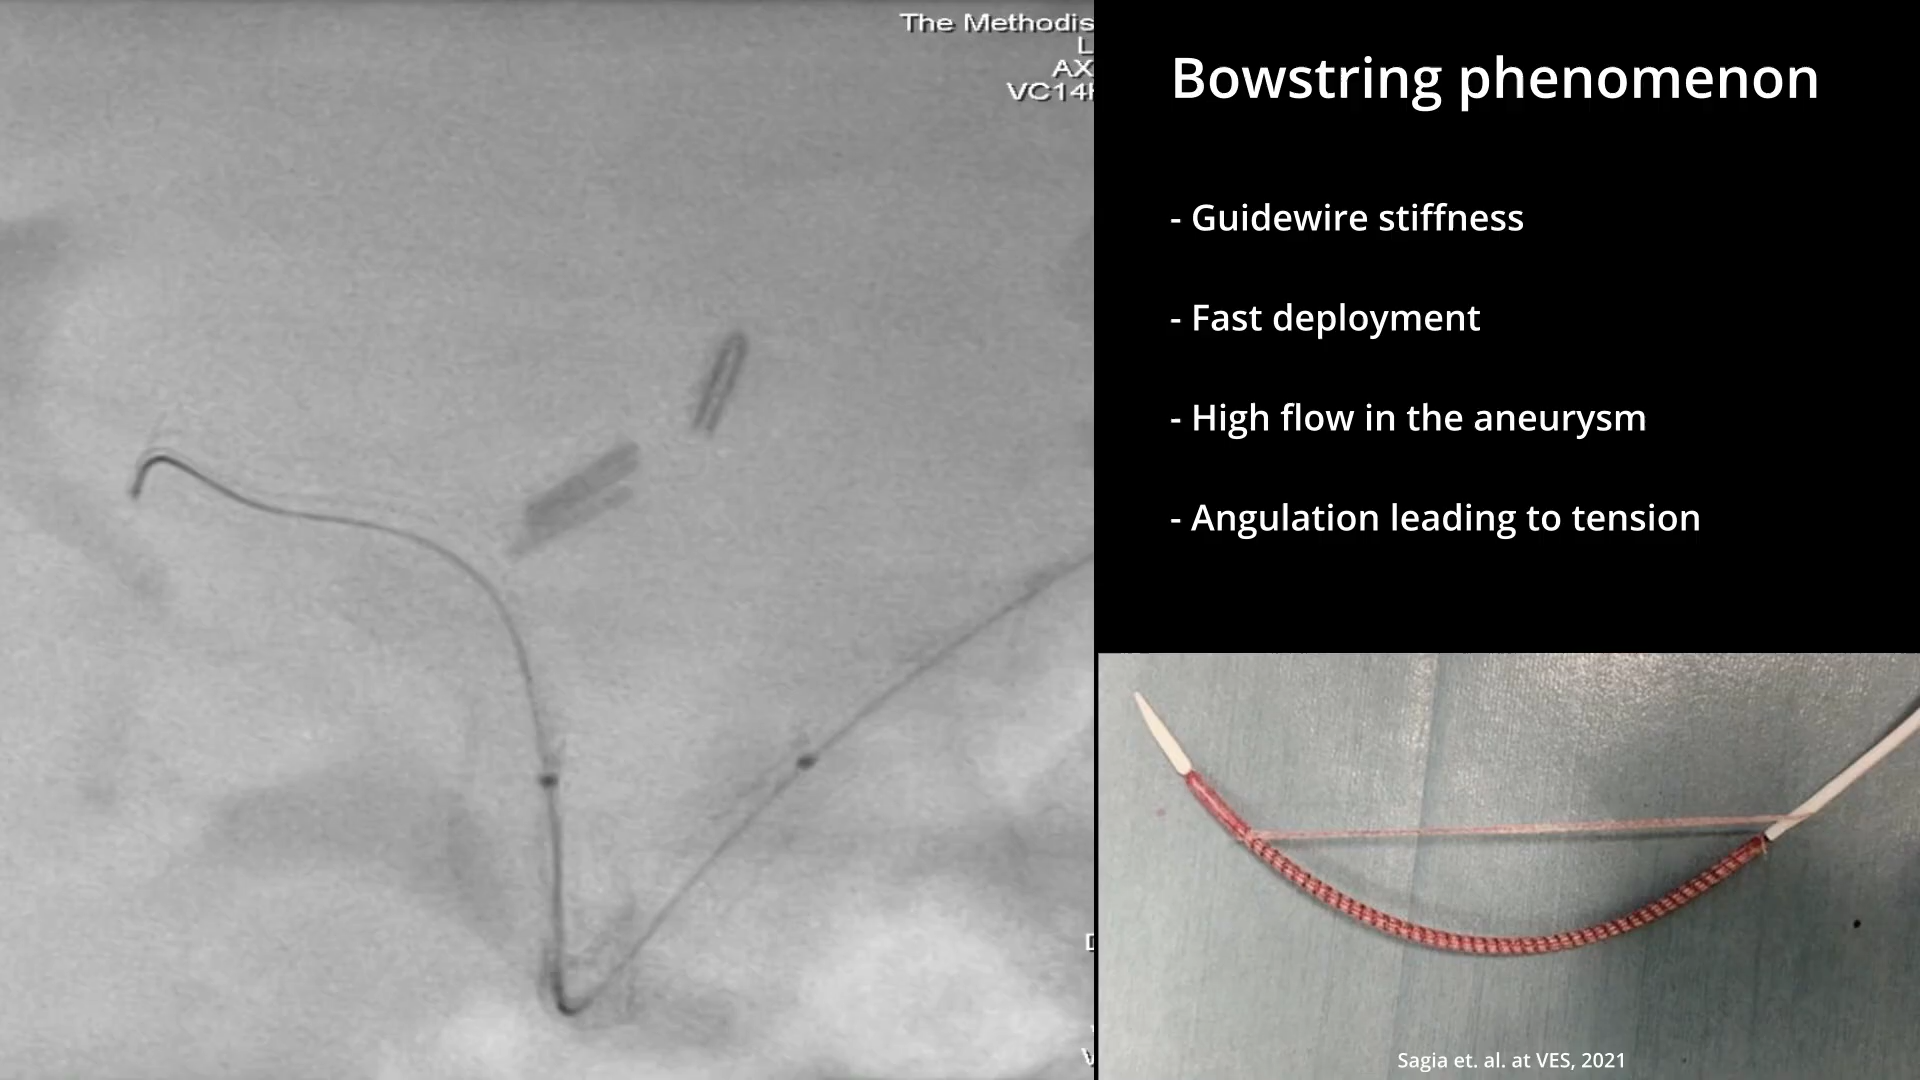 The Methodis
L
AX
VC14
Bowstring phenomenon
- Guidewire stiffness
- Fast deployment
- High flow in the aneurysm
- Angulation leading to tension
Sagia et. al. at VES, 2021